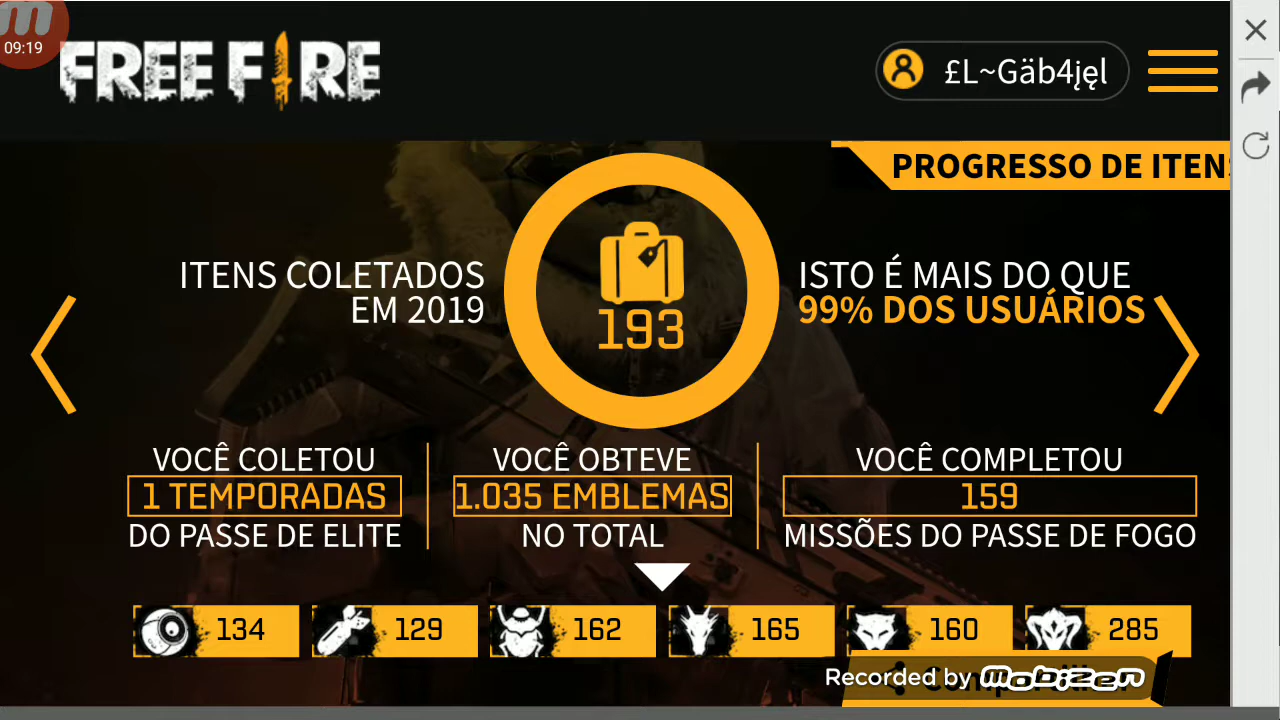 09:19
FREE FIRE
£L~Gäb4jęl
PROGRESSO DE ITENS
ITENS COLETADOS
EM 2019
193
ISTO É MAIS DO QUE
99% DOS USUÁRIOS
VOCÊ COLETOU
1 TEMPORADAS
DO PASSE DE ELITE
VOCÊ OBTEVE
1.035 EMBLEMAS
NO TOTAL
VOCÊ COMPLETOU
159
MISSÕES DO PASSE DE FOGO
134 129 162 165 160 285
Recorded by mobizen